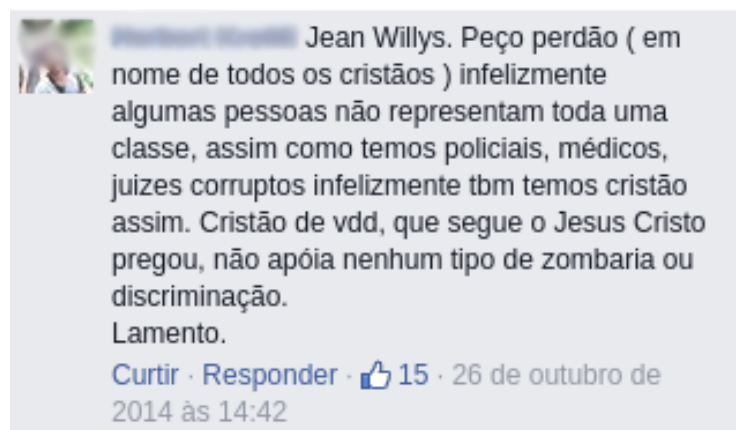 Jean Willys. Peço perdão ( em
nome de todos os cristãos ) infelizmente
algumas pessoas não representam toda uma
classe, assim como temos policiais, médicos,
juizes corruptos infelizmente tbm temos cristão
assim. Cristão de vdd, que segue o Jesus Cristo
pregou, não apóia nenhum tipo de zombaria ou
discriminação.
Lamento.
Curtir · Responder · 15 · 26 de outubro de
2014 às 14:42